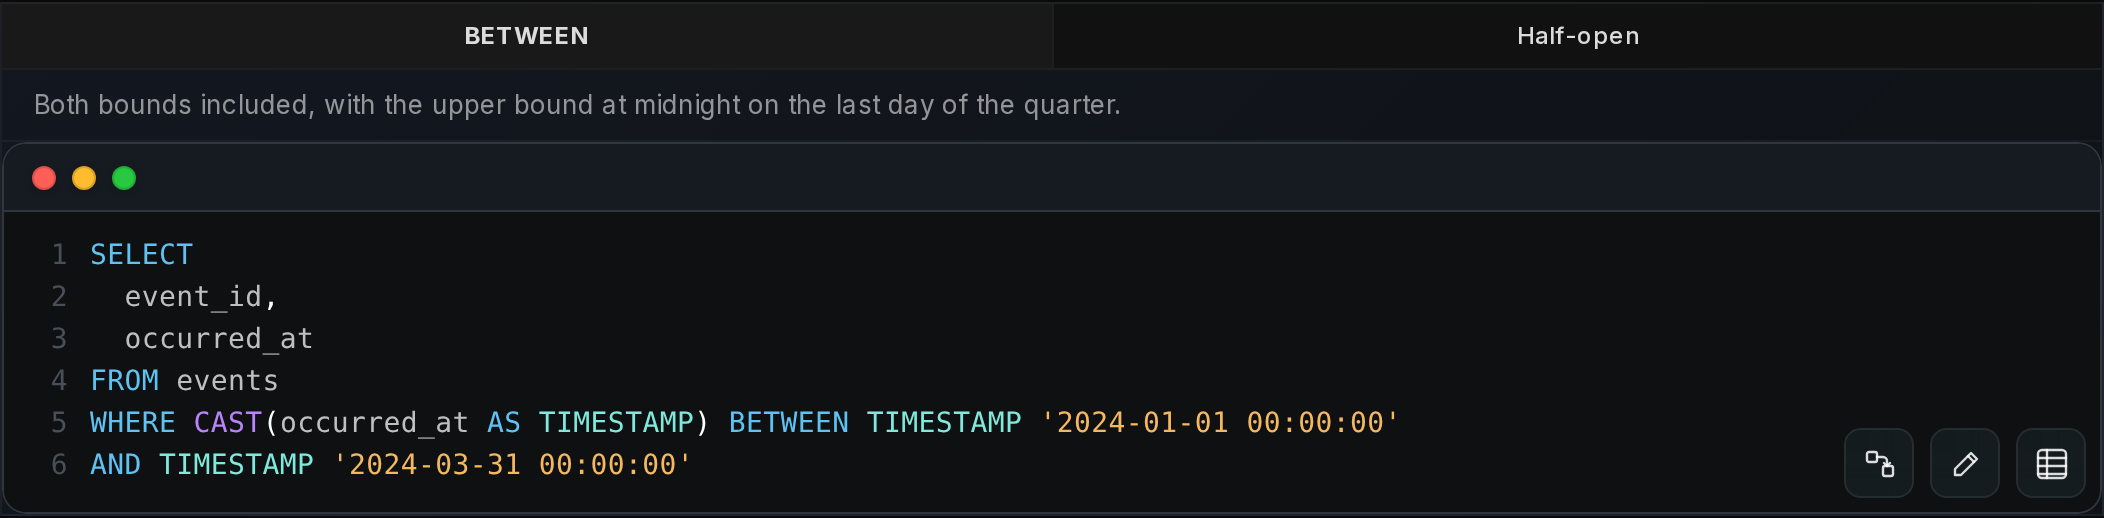 BETWEEN
Half-open
Both bounds included, with the upper bound at midnight on the last day of the quarter.
1 SELECT
2   event_id,
3   occurred_at
4 FROM events
5 WHERE CAST(occurred_at AS TIMESTAMP) BETWEEN TIMESTAMP '2024-01-01 00:00:00'
6 AND TIMESTAMP '2024-03-31 00:00:00'